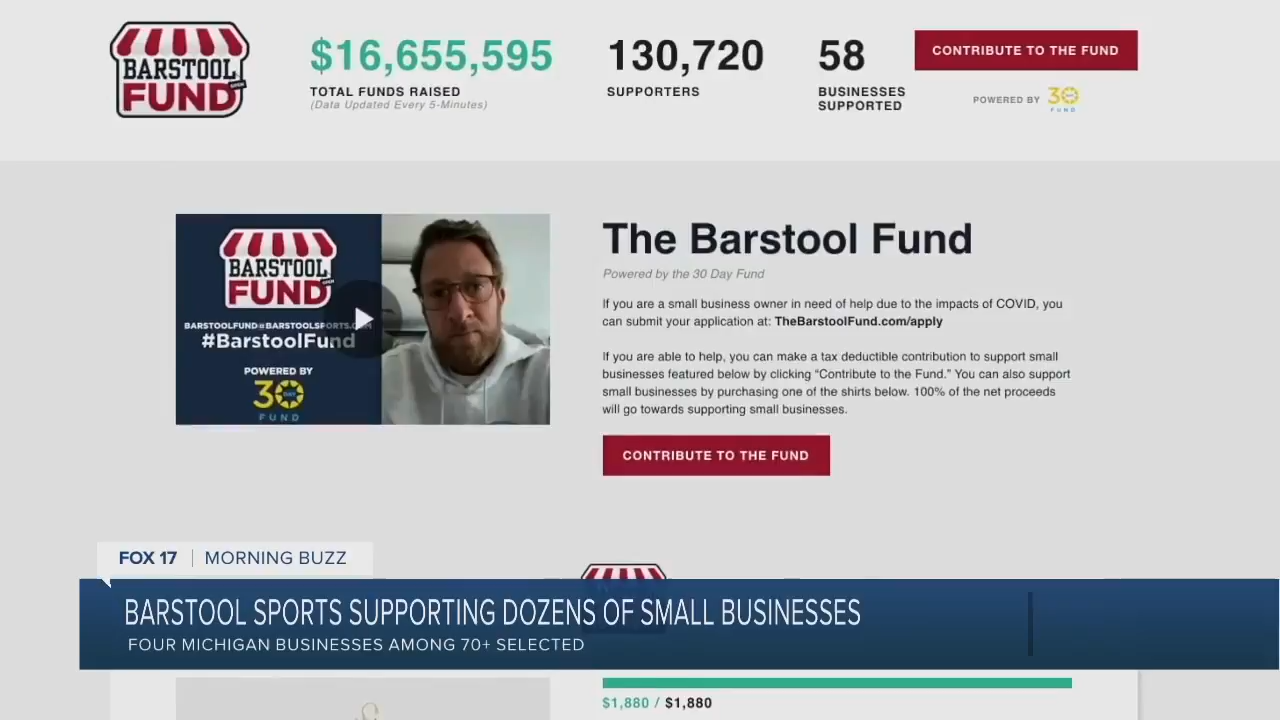 BARSTOOL
FUND
$16,655,595
TOTAL FUNDS RAISED
(Data Updated Every 5-Minutes)
130,720
SUPPORTERS
58
BUSINESSES
SUPPORTED
CONTRIBUTE TO THE FUND
POWERED BY 30
FUND
BARSTOOL
FUND
BARSTOOLFUND@BARSTOOLSPORTS.COM
#BarstoolFund
POWERED BY
30
DAY
FUND
The Barstool Fund
Powered by the 30 Day Fund
If you are a small business owner in need of help due to the impacts of COVID, you
can submit your application at: TheBarstoolFund.com/apply
If you are able to help, you can make a tax deductible contribution to support small
businesses featured below by clicking “Contribute to the Fund.” You can also support
small businesses by purchasing one of the shirts below. 100% of the net proceeds
will go towards supporting small businesses.
CONTRIBUTE TO THE FUND
FOX 17 | MORNING BUZZ
BARSTOOL SPORTS SUPPORTING DOZENS OF SMALL BUSINESSES
FOUR MICHIGAN BUSINESSES AMONG 70+ SELECTED
$1,880 / $1,880